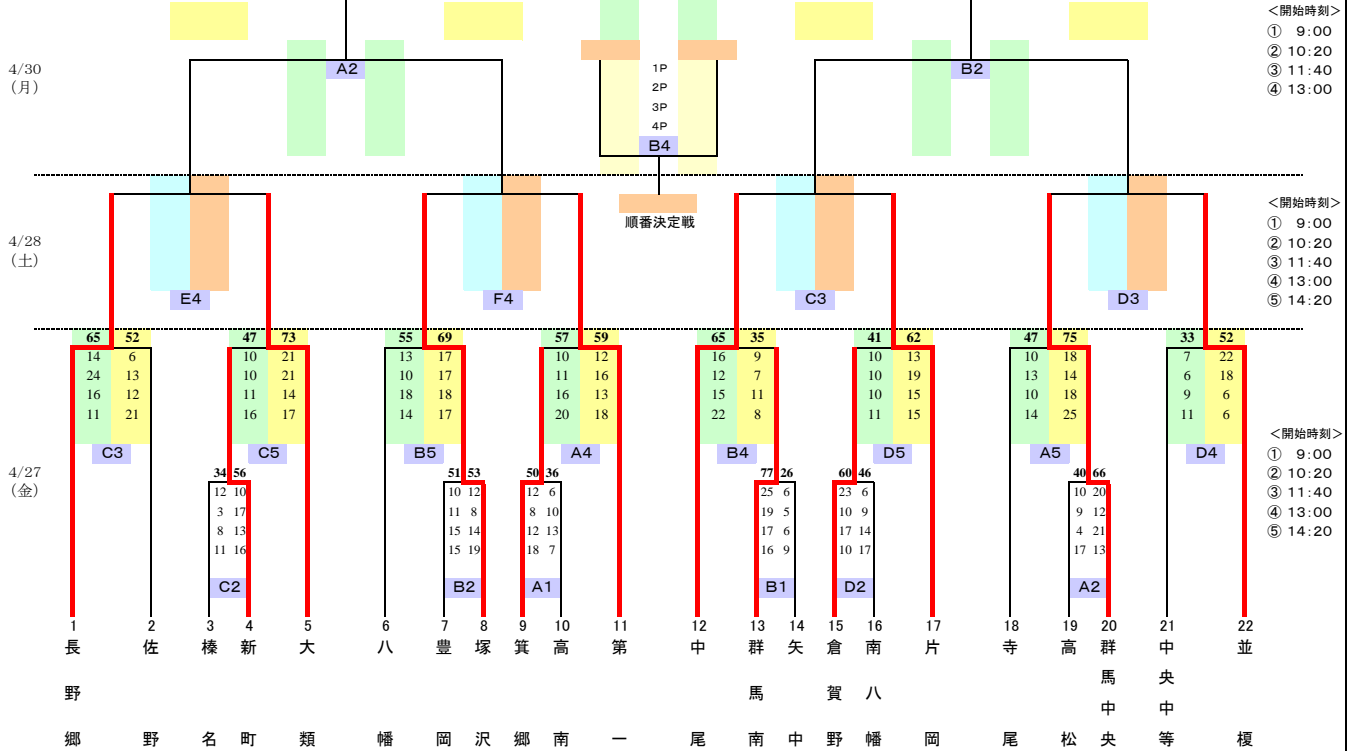 ＜開始時刻＞
① 9:00
② 10:20
③ 11:40
④ 13:00
4/30
(月)
A2
1P
2P
3P
4P
B4
B2
順番決定戦
4/28
(土)
E4
F4
C3
D3
＜開始時刻＞
① 9:00
② 10:20
③ 11:40
④ 13:00
⑤ 14:20
65 52 47 73 55 69 57 59 65 35 41 62 47 75 33 52
14 6 10 21 13 17 10 12 16 9 10 13 10 18 7 22
24 13 10 21 10 17 11 16 12 7 10 19 13 14 6 18
16 12 11 14 18 18 16 13 15 11 10 15 10 18 9 6
11 21 16 17 14 17 20 18 22 8 11 15 14 25 11 6
C3 C5 B5 A4 B4 D5 A5 D4
4/27
(金)
34 56 51 53 50 36 77 26 60 46 40 66
12 10 10 12 12 6 25 6 23 6 10 20
3 17 11 8 8 10 19 5 10 9 9 12
8 13 15 14 12 13 17 6 17 14 4 21
11 16 15 19 18 7 16 9 10 17 17 13
C2 B2 A1 B1 D2 A2
＜開始時刻＞
① 9:00
② 10:20
③ 11:40
④ 13:00
⑤ 14:20
1 長野郷
2 佐野
3 榛名
4 新町
5 大類
6 八幡
7 豊岡
8 塚沢
9 箕郷
10 高南
11 第一
12 中尾
13 群馬南
14 矢中
15 倉賀野
16 南八幡
17 片岡
18 寺尾
19 高松
20 群馬中央
21 中央中等
22 並榎